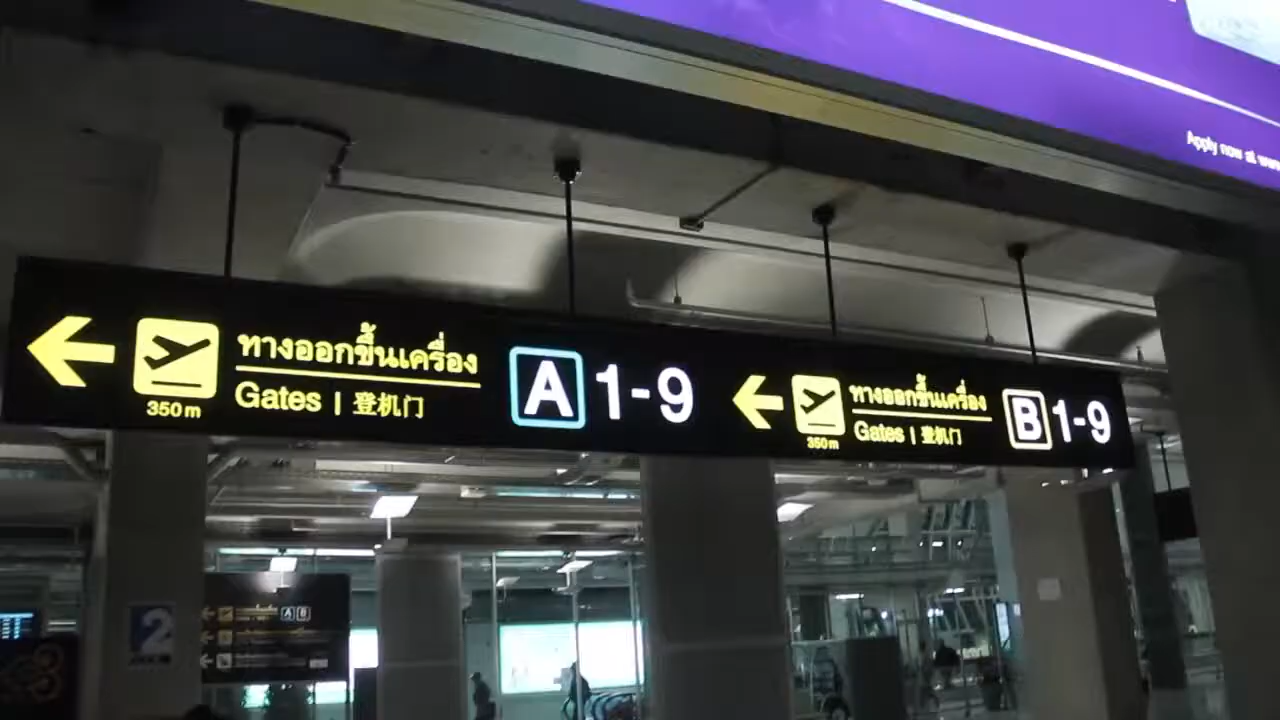 Apply now at
ทางออกขึ้นเครื่อง
Gates | 登机门
350 m
A 1-9
ทางออกขึ้นเครื่อง
Gates | 登机门
350 m
B 1-9
2
A B